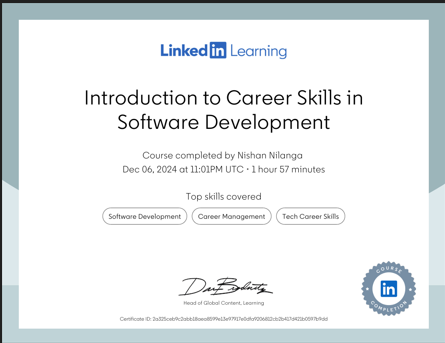 Linked in Learning
Introduction to Career Skills in
Software Development
Course completed by Nishan Nilanga
Dec 06, 2024 at 11:01PM UTC • 1 hour 57 minutes
Top skills covered
Software Development
Career Management
Tech Career Skills
Head of Global Content, Learning
Certificate ID:
COURSE
in
COMPLETION